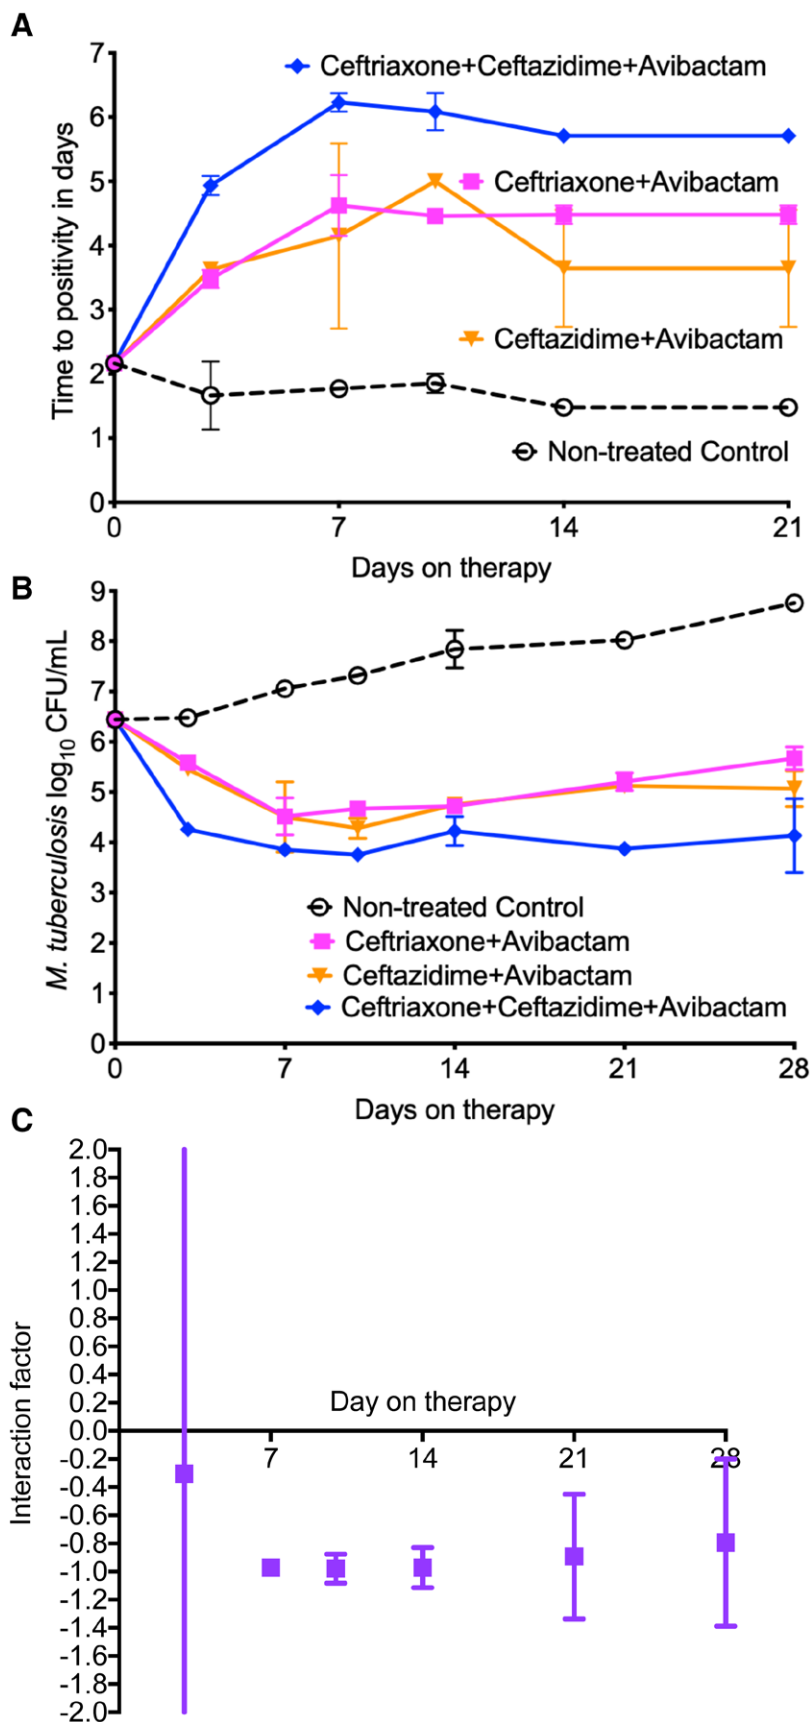 A
7
Ceftriaxone+Ceftazidime+Avibactam
6
5
Ceftriaxone+Avibactam
4
3
Ceftazidime+Avibactam
2
1
Non-treated Control
0
Time to positivity in days
0 7 14 21
Days on therapy
B
9
8
7
6
5
4
3
2
1
0
M. tuberculosis log10 CFU/mL
Non-treated Control
Ceftriaxone+Avibactam
Ceftazidime+Avibactam
Ceftriaxone+Ceftazidime+Avibactam
0 7 14 21 28
Days on therapy
C
2.0
1.8
1.6
1.4
1.2
1.0
0.8
0.6
0.4
0.2
0.0
-0.2
-0.4
-0.6
-0.8
-1.0
-1.2
-1.4
-1.6
-1.8
-2.0
Interaction factor
Day on therapy
7 14 21 28